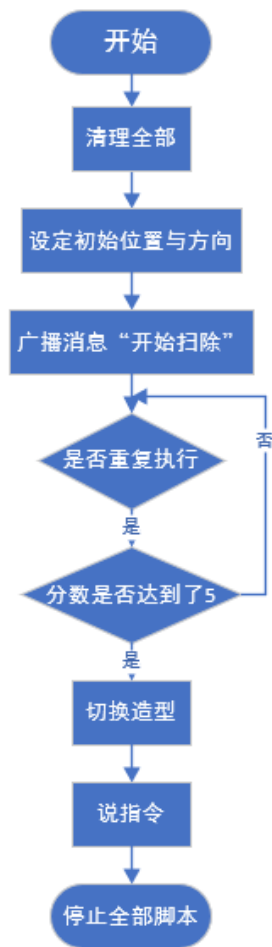 开始
清理全部
设定初始位置与方向
广播消息“开始扫除”
否
是否重复执行
是
分数是否达到了5
是
切换造型
说指令
停止全部脚本